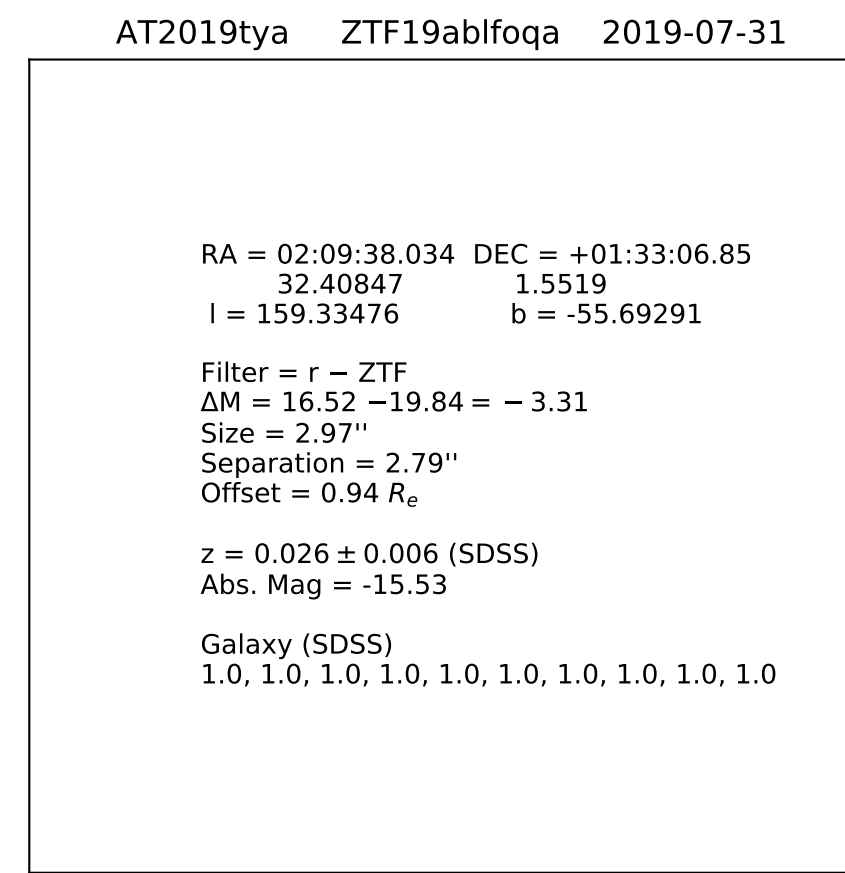 AT2019tya ZTF19ablfoqa 2019-07-31
RA = 02:09:38.034 DEC = +01:33:06.85
32.40847 1.5519
l = 159.33476 b = -55.69291
Filter = r − ZTF
ΔM = 16.52 −19.84 = − 3.31
Size = 2.97''
Separation = 2.79''
Offset = 0.94 Rₑ
z = 0.026 ± 0.006 (SDSS)
Abs. Mag = -15.53
Galaxy (SDSS)
1.0, 1.0, 1.0, 1.0, 1.0, 1.0, 1.0, 1.0, 1.0, 1.0